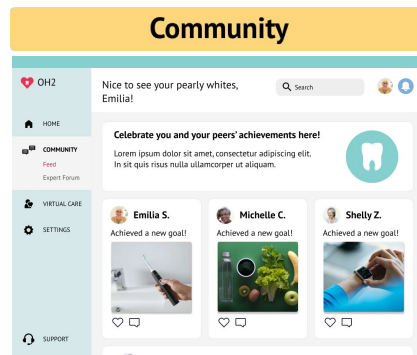 Community
OH2
Nice to see your pearly whites,
Emilia!
Search
HOME
COMMUNITY
Feed
Expert Forum
VIRTUAL CARE
SETTINGS
SUPPORT
Celebrate you and your peers' achievements here!
Lorem ipsum dolor sit amet, consectetur adipiscing elit.
In sit quis risus nulla ullamcorper ut aliquam.
Emilia S.
Achieved a new goal!
Michelle C.
Achieved a new goal!
Shelly Z.
Achieved a new goal!